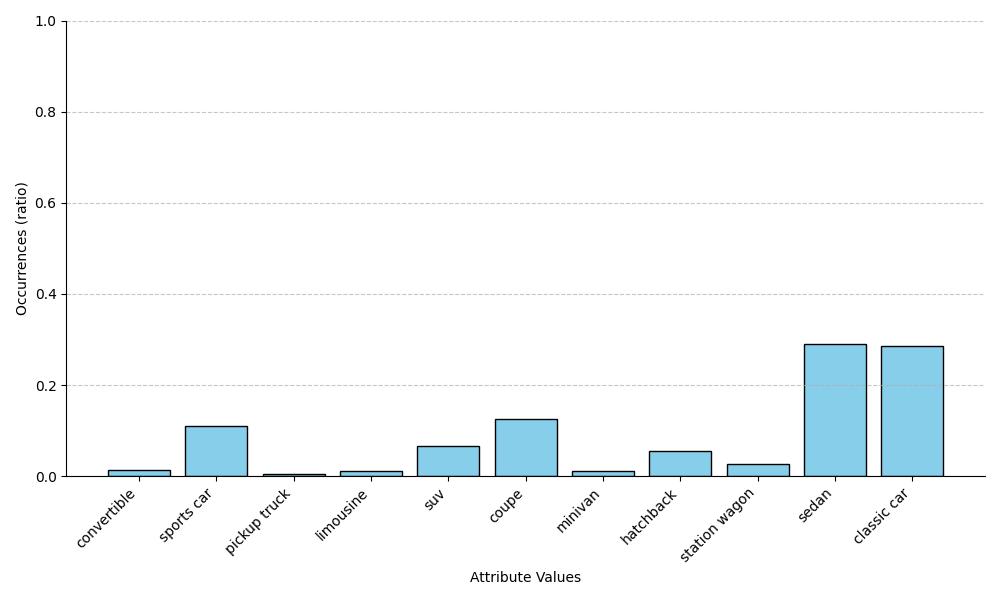 1.0
0.8
0.6
0.4
0.2
0.0
Occurrences (ratio)
convertible
sports car
pickup truck
limousine
suv
coupe
minivan
hatchback
station wagon
sedan
classic car
Attribute Values